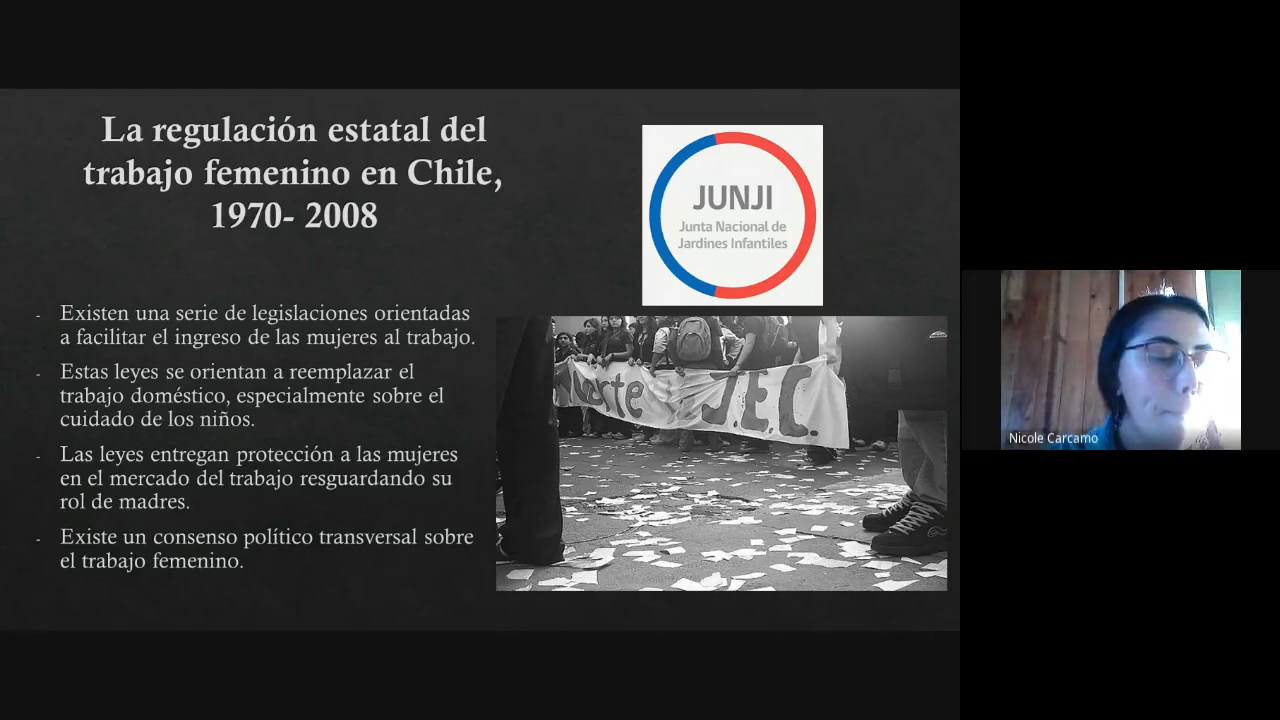 La regulación estatal del
trabajo femenino en Chile,
1970- 2008
JUNJI
Junta Nacional de
Jardines Infantiles
- Existen una serie de legislaciones orientadas
a facilitar el ingreso de las mujeres al trabajo.
- Estas leyes se orientan a reemplazar el
trabajo doméstico, especialmente sobre el
cuidado de los niños.
- Las leyes entregan protección a las mujeres
en el mercado del trabajo resguardando su
rol de madres.
- Existe un consenso político transversal sobre
el trabajo femenino.
J.E.C.
Nicole Carcamo